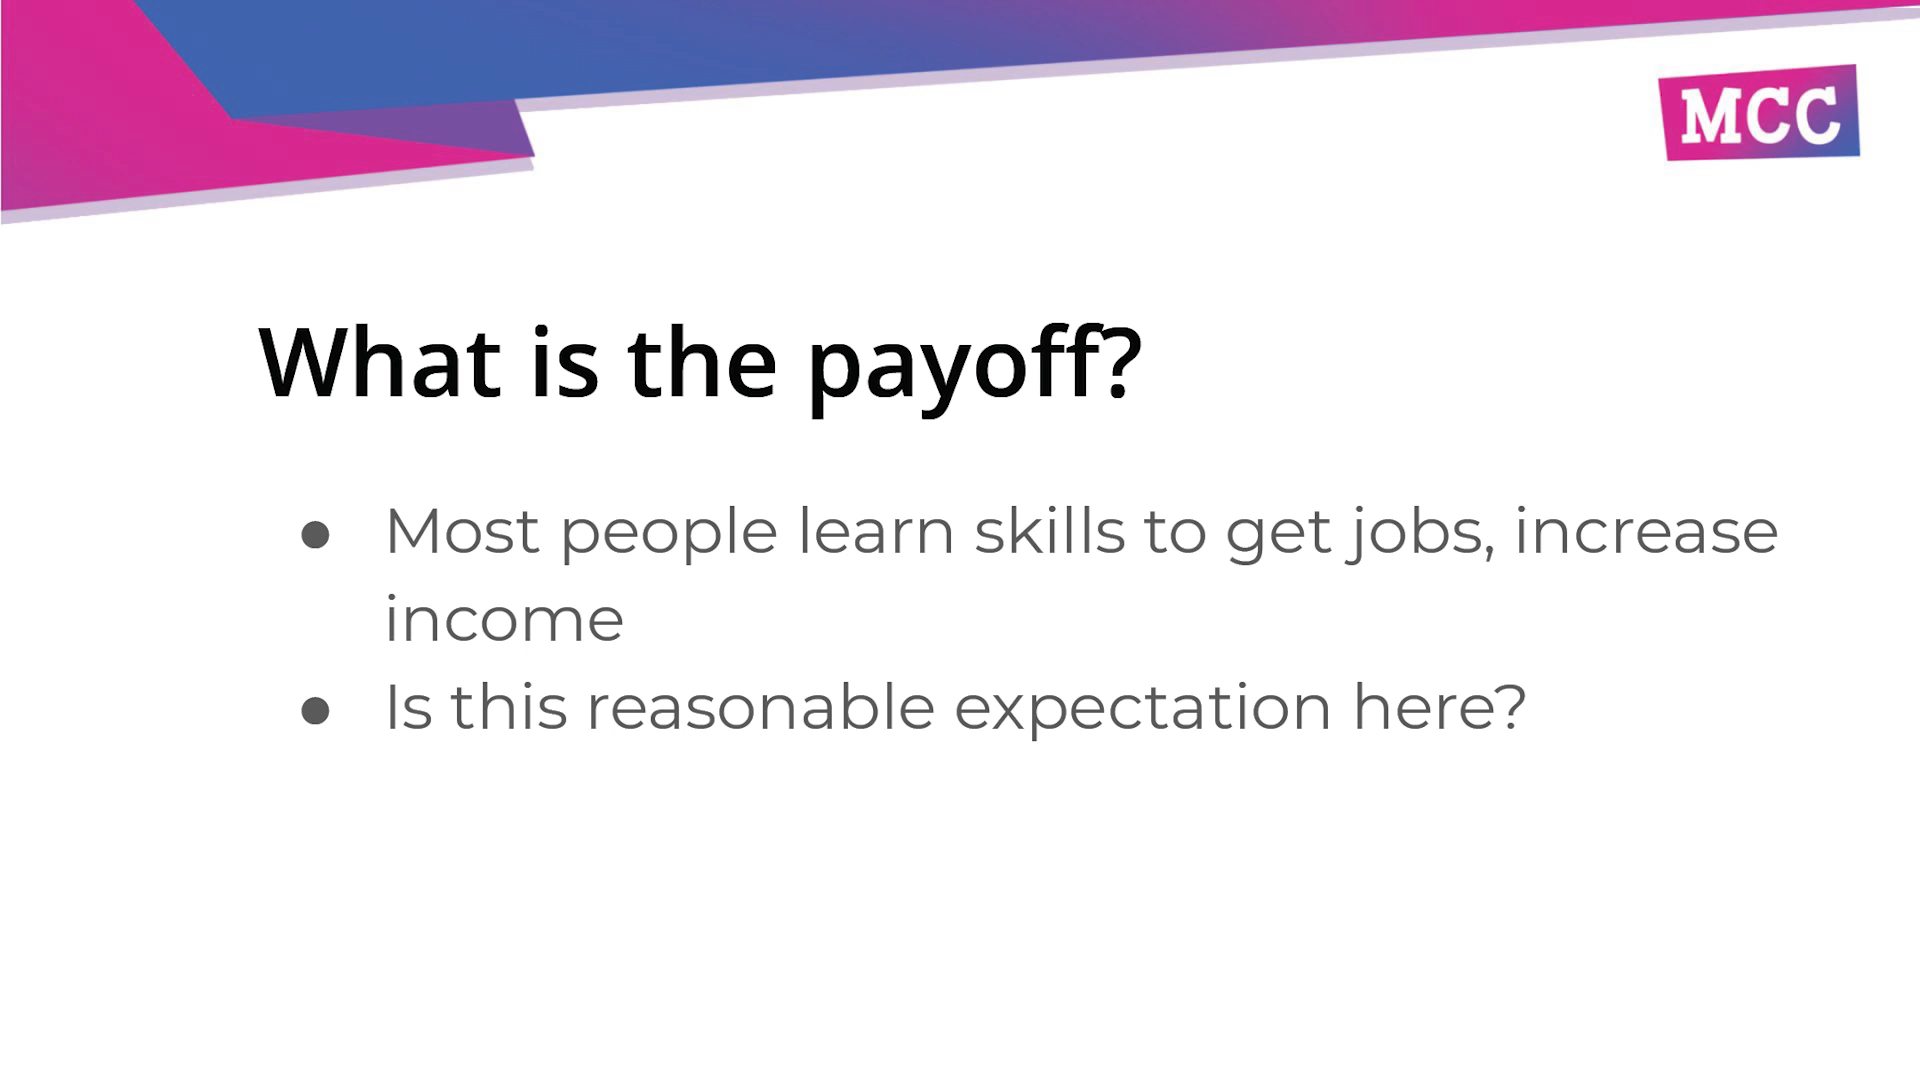 MCC
What is the payoff?
● Most people learn skills to get jobs, increase
income
● Is this reasonable expectation here?